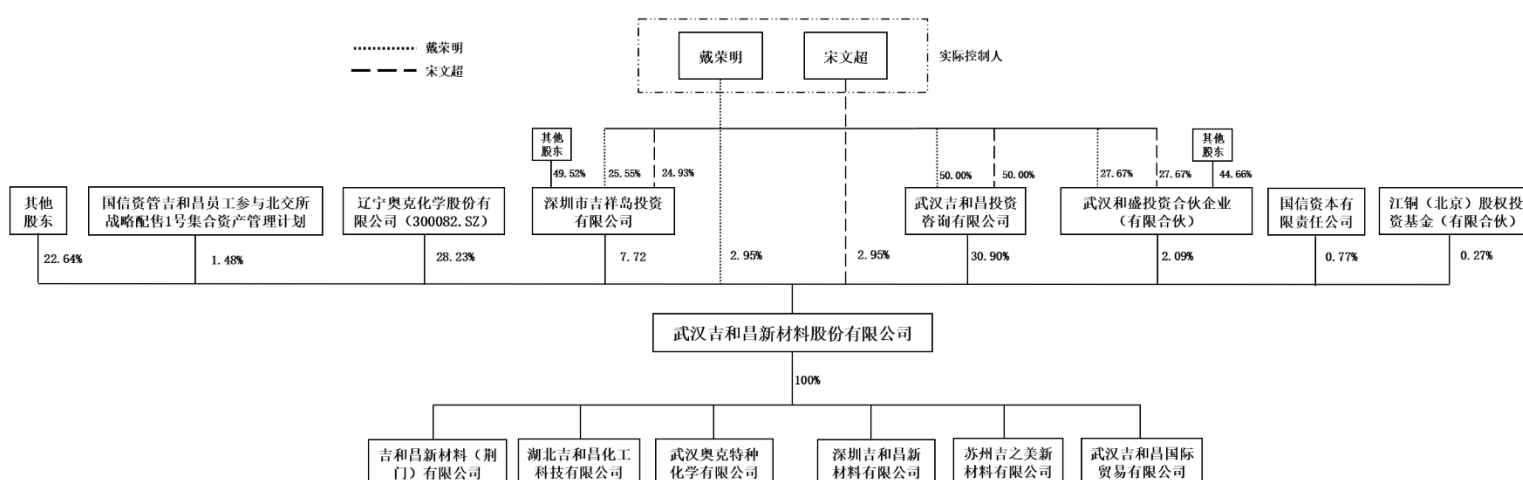 戴荣明
宋文超
戴荣明
宋文超
实际控制人
其他
股东
49.52%
25.55%
24.93%
50.00%
50.00%
27.67%
27.67%
其他
股东
44.66%
其他
股东
国信资管吉和昌员工参与北交所
战略配售1号集合资产管理计划
辽宁奥克化学股份有
限公司（300082.SZ）
深圳市吉祥岛投资
有限公司
武汉吉和昌投资
咨询有限公司
武汉和盛投资合伙企业
（有限合伙）
国信资本有
限责任公司
江铜（北京）股权投
资基金（有限合伙）
22.64%
1.48%
28.23%
7.72
2.95%
2.95%
30.90%
2.09%
0.77%
0.27%
武汉吉和昌新材料股份有限公司
100%
吉和昌新材料（荆
门）有限公司
湖北吉和昌化工
科技有限公司
武汉奥克特种
化学有限公司
深圳吉和昌新
材料有限公司
苏州吉之美新
材料有限公司
武汉吉和昌国际
贸易有限公司